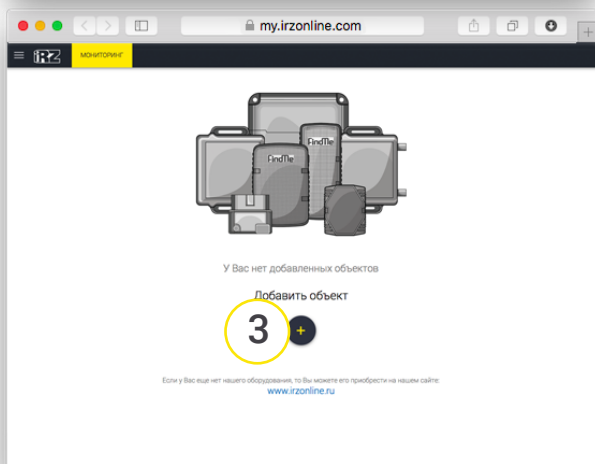 my.irzonline.com
iRZ
МОНИТОРИНГ
FindMe
FindMe
У Вас нет добавленных объектов
Добавить объект
3
+
Если у Вас еще нет нашего оборудования, то Вы можете его приобрести на нашем сайте:
www.irzonline.ru